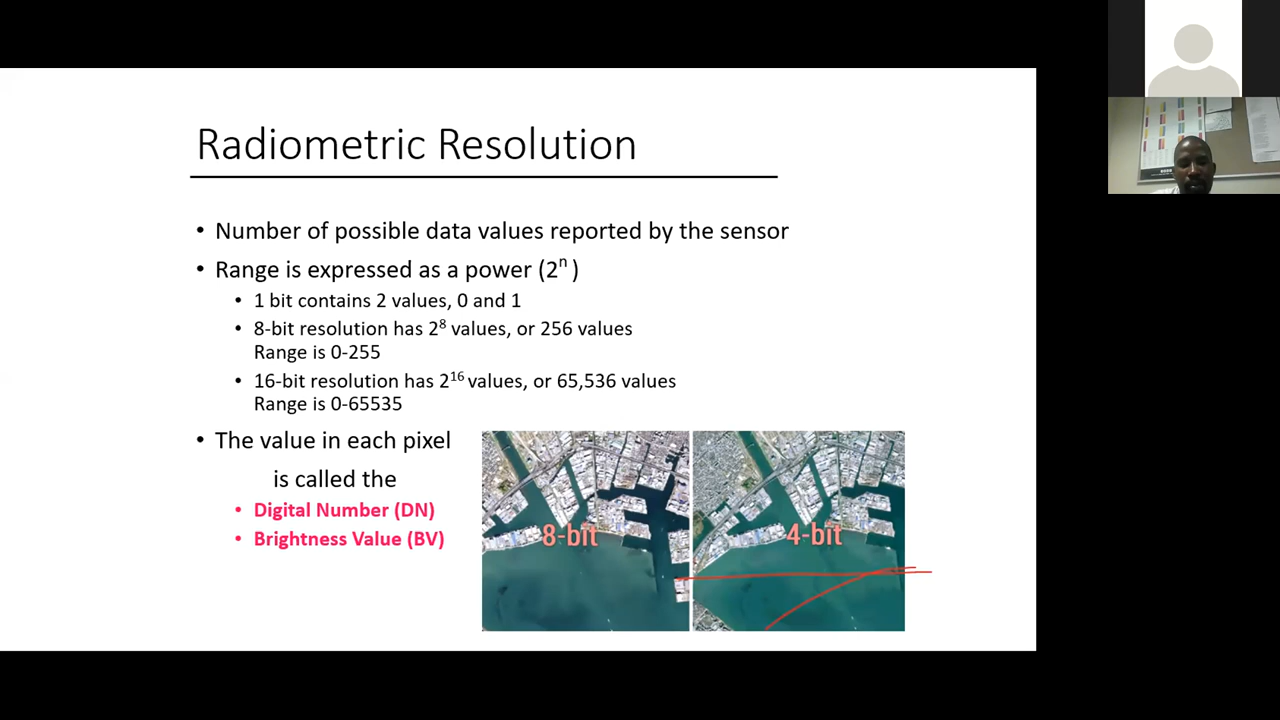 Radiometric Resolution
• Number of possible data values reported by the sensor
• Range is expressed as a power (2ⁿ )
• 1 bit contains 2 values, 0 and 1
• 8-bit resolution has 2⁸ values, or 256 values
Range is 0-255
• 16-bit resolution has 2¹⁶ values, or 65,536 values
Range is 0-65535
• The value in each pixel
is called the
• Digital Number (DN)
• Brightness Value (BV)
8-bit
4-bit